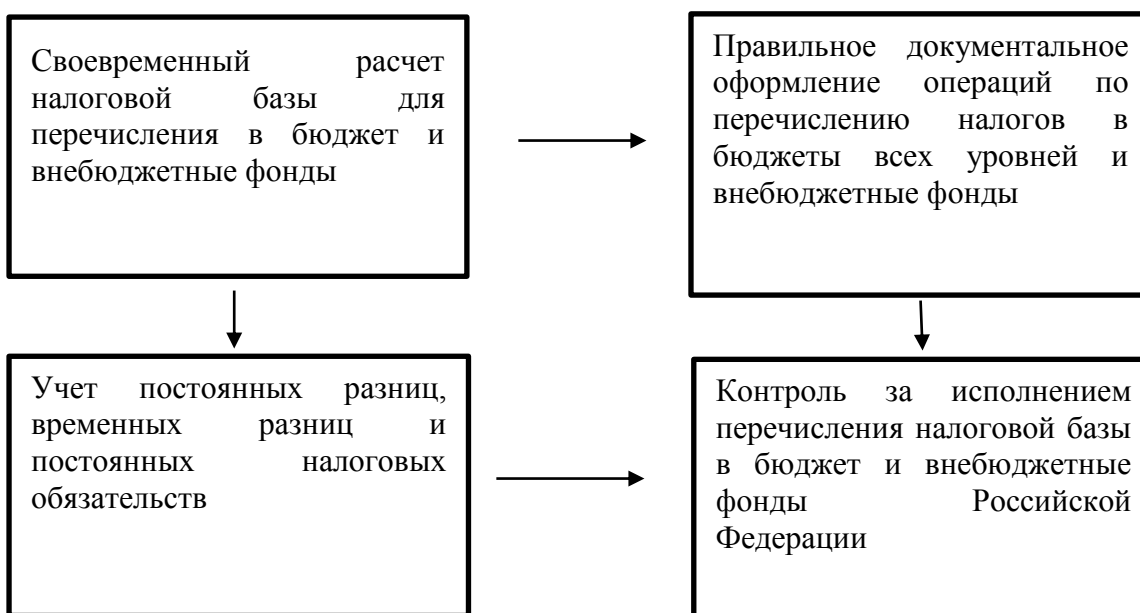 Своевременный расчет
налоговой базы для
перечисления в бюджет и
внебюджетные фонды
Правильное документальное
оформление операций по
перечислению налогов в
бюджеты всех уровней и
внебюджетные фонды
Учет постоянных разниц,
временных разниц и
постоянных налоговых
обязательств
Контроль за исполнением
перечисления налоговой базы
в бюджет и внебюджетные
фонды Российской
Федерации